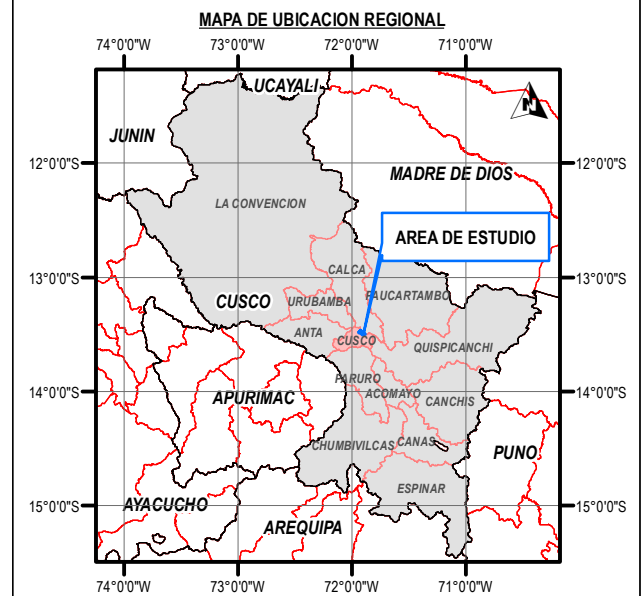 MAPA DE UBICACION REGIONAL
74°0'0"W 73°0'0"W 72°0'0"W 71°0'0"W
UCAYALI
N
JUNIN
12°0'0"S 12°0'0"S
MADRE DE DIOS
LA CONVENCION
AREA DE ESTUDIO
CALCA
13°0'0"S 13°0'0"S
CUSCO URUBAMBA PAUCARTAMBO
ANTA CUSCO QUISPICANCHI
PARURO
14°0'0"S 14°0'0"S
APURIMAC ACOMAYO CANCHIS
CHUMBIVILCAS CANAS PUNO
ESPINAR
15°0'0"S 15°0'0"S
AYACUCHO AREQUIPA
74°0'0"W 73°0'0"W 72°0'0"W 71°0'0"W